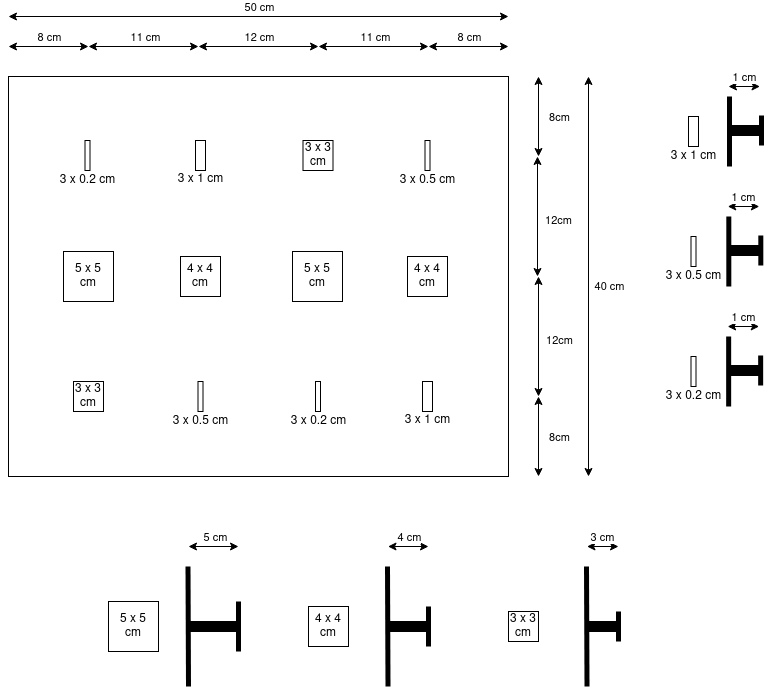 50 cm
8 cm
11 cm
12 cm
11 cm
8 cm
1 cm
8cm
3 x 3
cm
3 x 0.2 cm
3 x 1 cm
3 x 0.5 cm
3 x 1 cm
1 cm
12cm
5 x 5
cm
4 x 4
cm
5 x 5
cm
4 x 4
cm
3 x 0.5 cm
40 cm
1 cm
12cm
3 x 3
cm
3 x 0.5 cm
3 x 0.2 cm
3 x 1 cm
3 x 0.2 cm
8cm
5 cm
4 cm
3 cm
5 x 5
cm
4 x 4
cm
3 x 3
cm